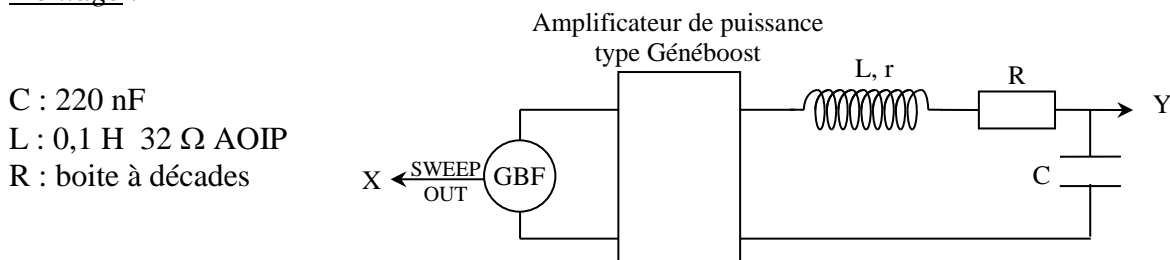 Amplificateur de puissance
type Généboost
C : 220 nF
L : 0,1 H 32 Ω AOIP
R : boite à décades
L, r
R
Y
X
SWEEP
OUT
GBF
C